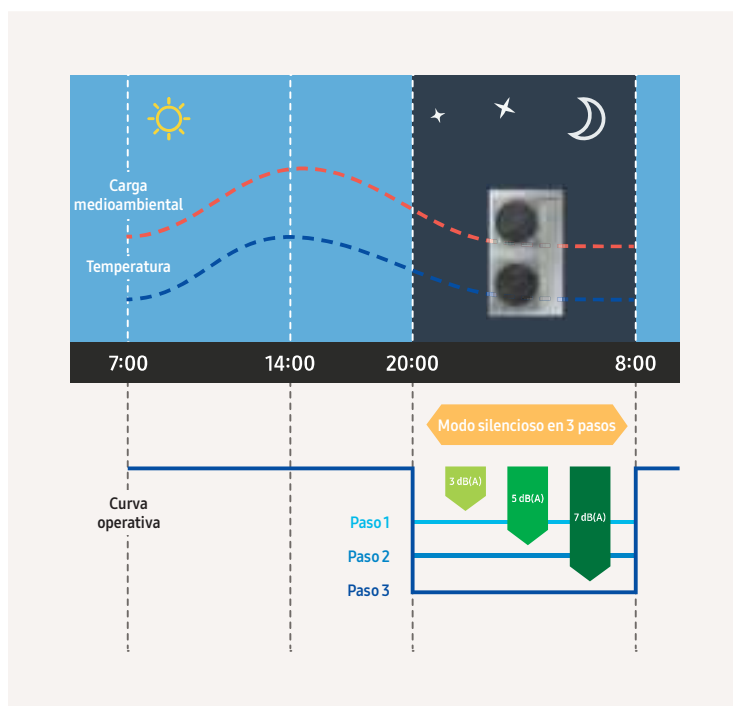 Carga
medioambiental
Temperatura
7:00
14:00
20:00
8:00
Modo silencioso en 3 pasos
3 dB(A)
5 dB(A)
7 dB(A)
Curva
operativa
Paso 1
Paso 2
Paso 3